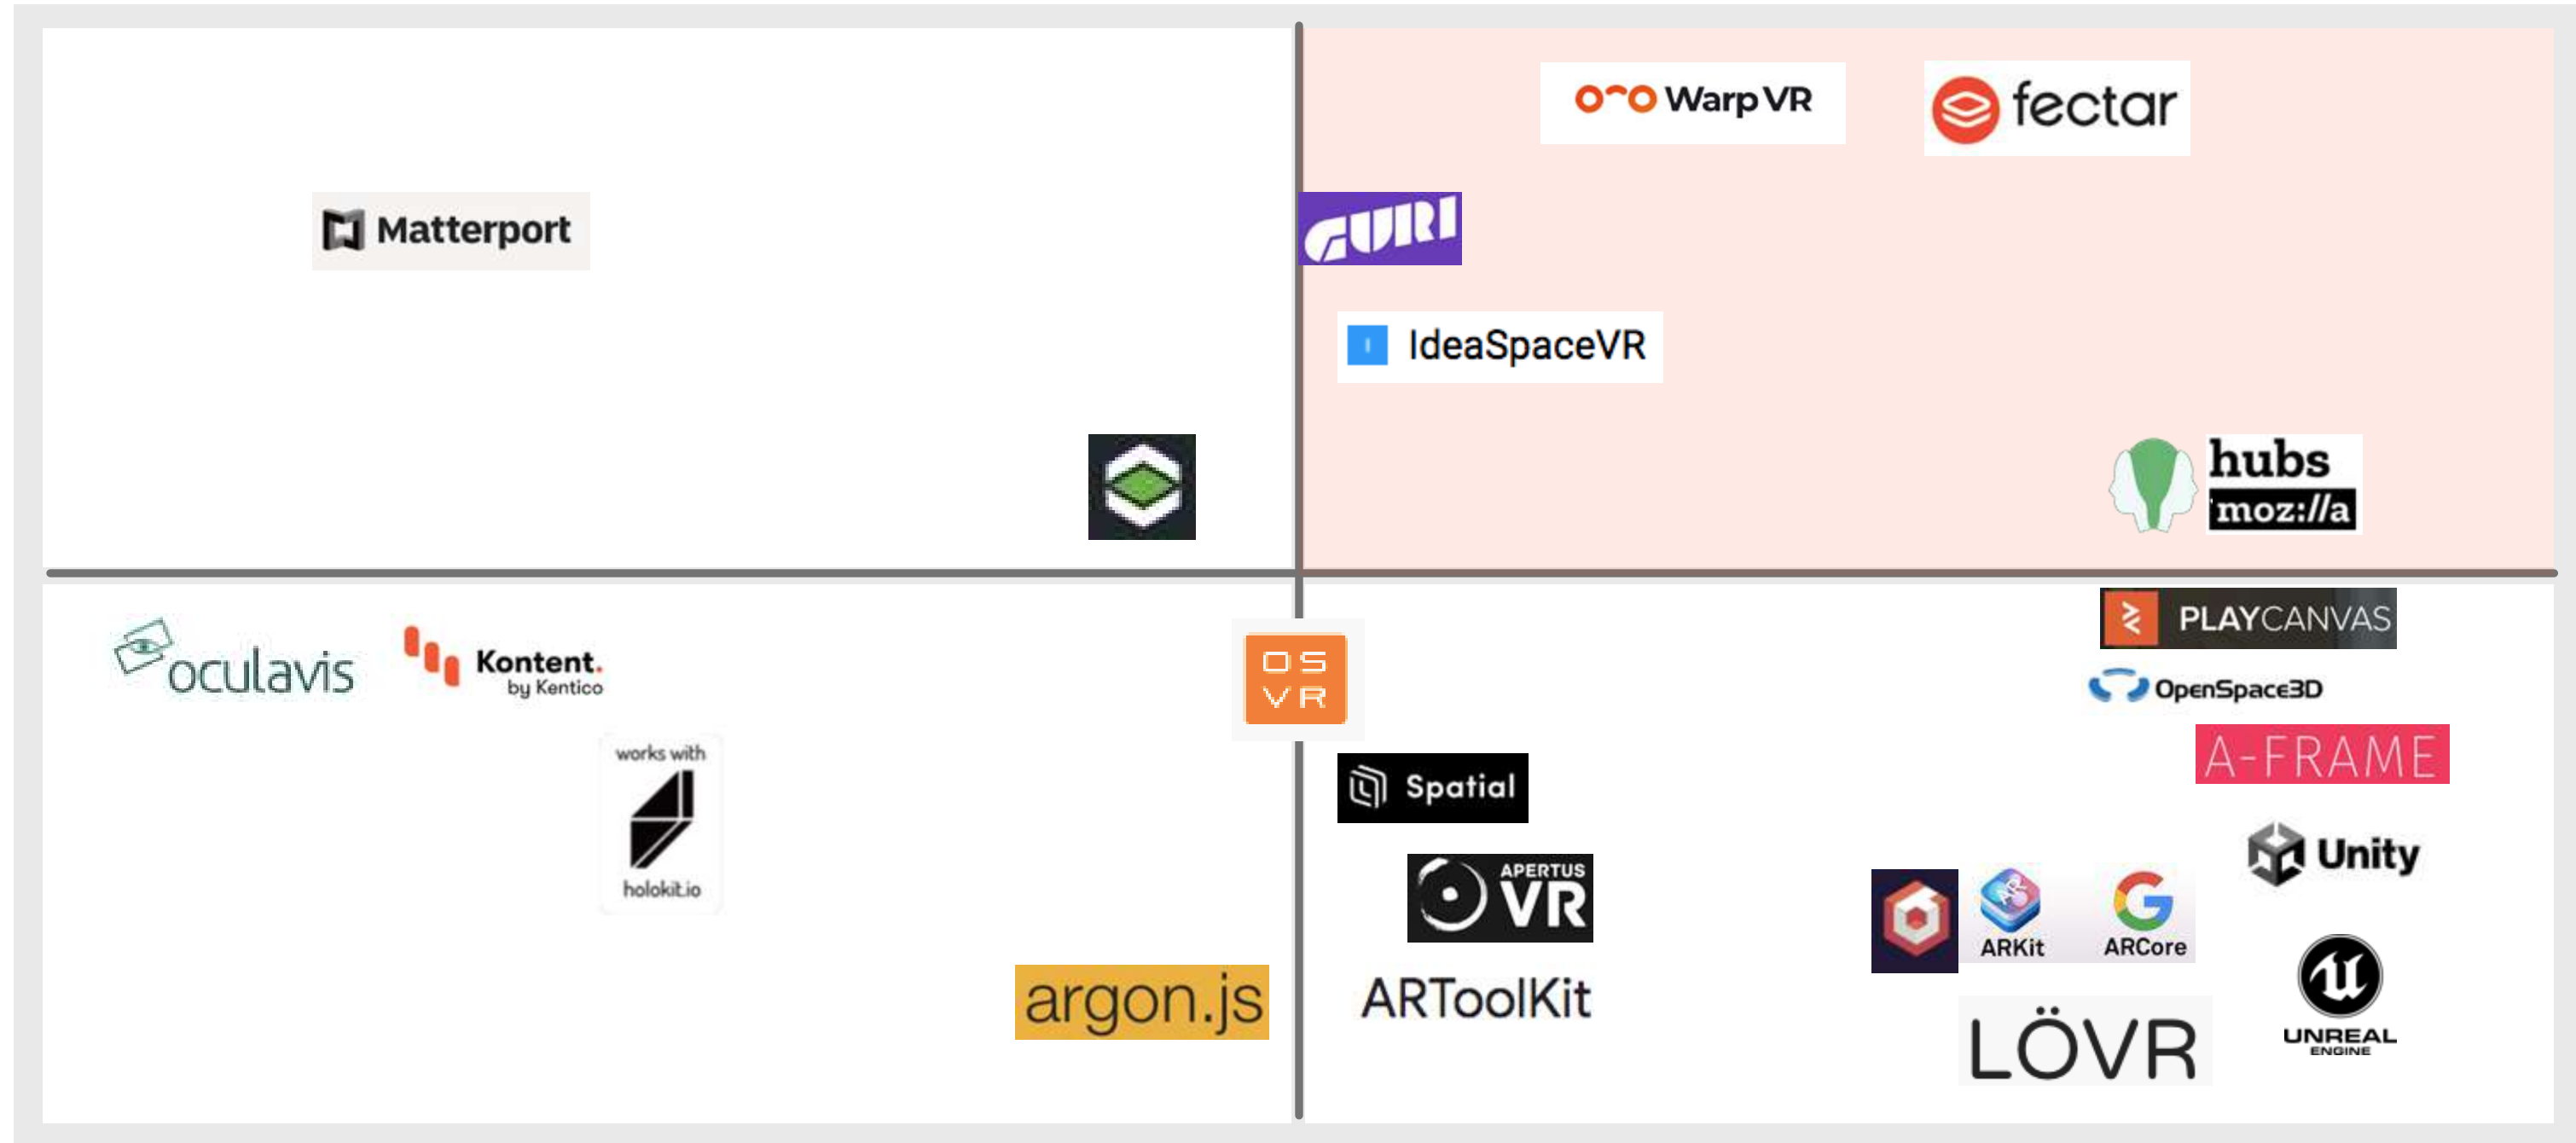 Warp VR
fectar
Matterport
GURI
IdeaSpaceVR
hubs
moz://a
PLAYCANVAS
oculavis
Kontent.
by Kentico
OS
VR
OpenSpace3D
A-FRAME
works with
holokit.io
Spatial
Unity
APERTUS
VR
AR
G
ARKit
ARCore
argon.js
ARToolKit
LÖVR
UNREAL
ENGINE